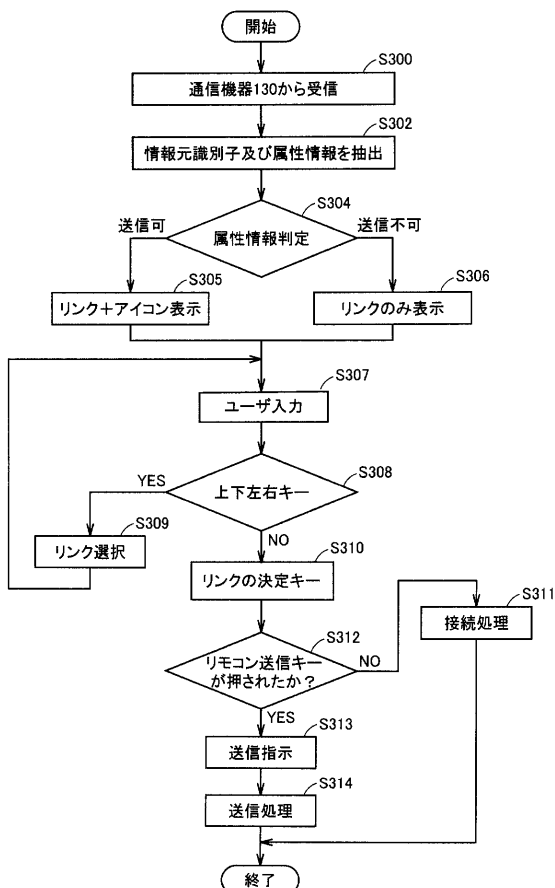 開始
S300
通信機器130から受信
S302
情報元識別子及び属性情報を抽出
S304
送信可
属性情報判定
送信不可
S305
リンク+アイコン表示
S306
リンクのみ表示
S307
ユーザ入力
S308
YES
上下左右キー
S309
リンク選択
NO
S310
リンクの決定キー
S311
接続処理
S312
リモコン送信キー
が押されたか?
NO
YES
S313
送信指示
S314
送信処理
終了